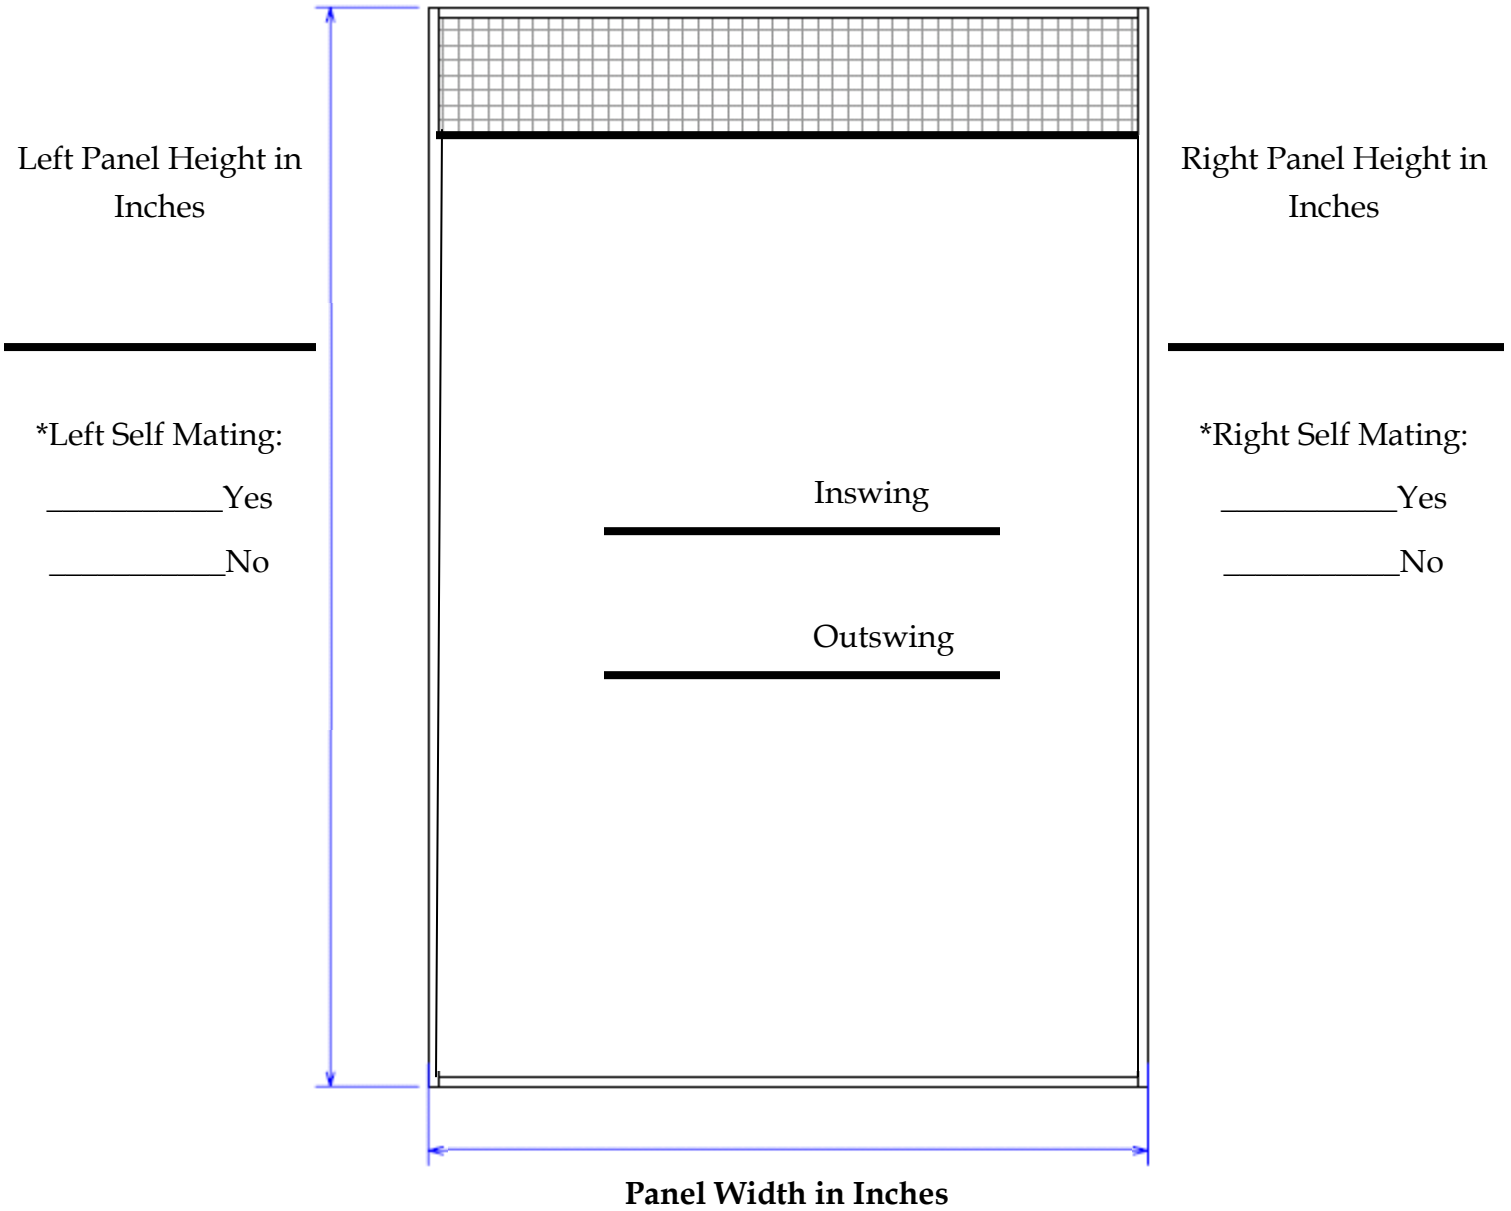 Left Panel Height in
Inches
*Left Self Mating:
___________Yes
___________No
Inswing
Outswing
Right Panel Height in
Inches
*Right Self Mating:
___________Yes
___________No
Panel Width in Inches